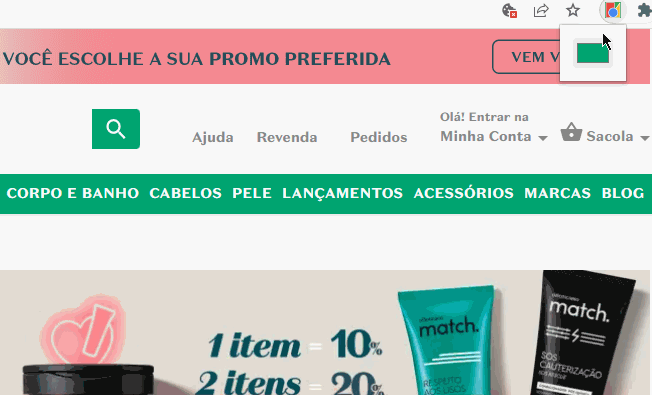 VOCÊ ESCOLHE A SUA PROMO PREFERIDA
VEM V
Olá! Entrar na
Ajuda Revenda Pedidos Minha Conta Sacola
CORPO E BANHO CABELOS PELE LANÇAMENTOS ACESSÓRIOS MARCAS BLOG
1 item = 10%
2 itens = 20%
match.
RESPEITO
AOS USOS
match.
SOS
CAUTERIZAÇÃO